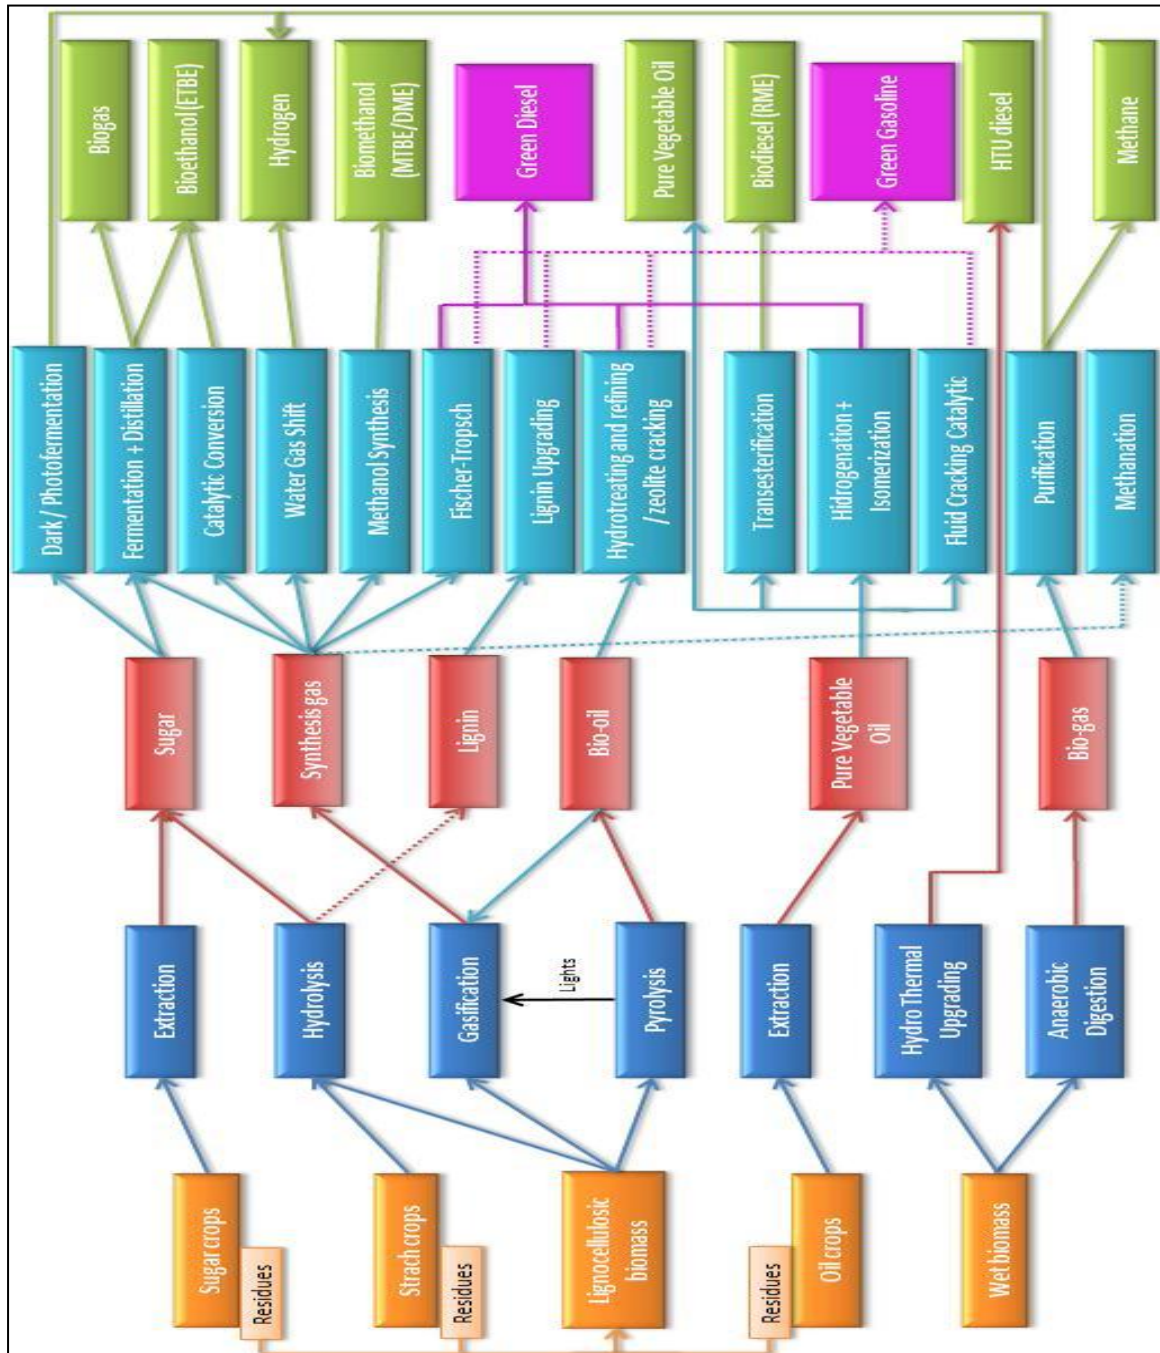 Biogas
Bioethanol (ETBE)
Hydrogen
Biomethanol
(MTBE/DME)
Green Diesel
Pure Vegetable Oil
Biodiesel (RME)
Green Gasoline
HTU diesel
Methane
Dark / Photofementation
Fermentation + Distillation
Catalytic Conversion
Water Gas Shift
Methanol Synthesis
Fischer-Tropsch
Lignin Upgrading
Hydrotreating and refining
/ zeolite cracking
Transesterification
Hidrogenation +
Isomerization
Fluid Cracking Catalytic
Purification
Methanation
Sugar
Synthesis gas
Lignin
Bio-oil
Pure Vegetable
Oil
Bio-gas
Extraction
Hydrolysis
Gasification
Lights
Pyrolysis
Extraction
Hydro Thermal
Upgrading
Anaerobic
Digestion
Sugar crops
Residues
Strach crops
Residues
Lignocellulosic
biomass
Residues
Oil crops
Wet biomass